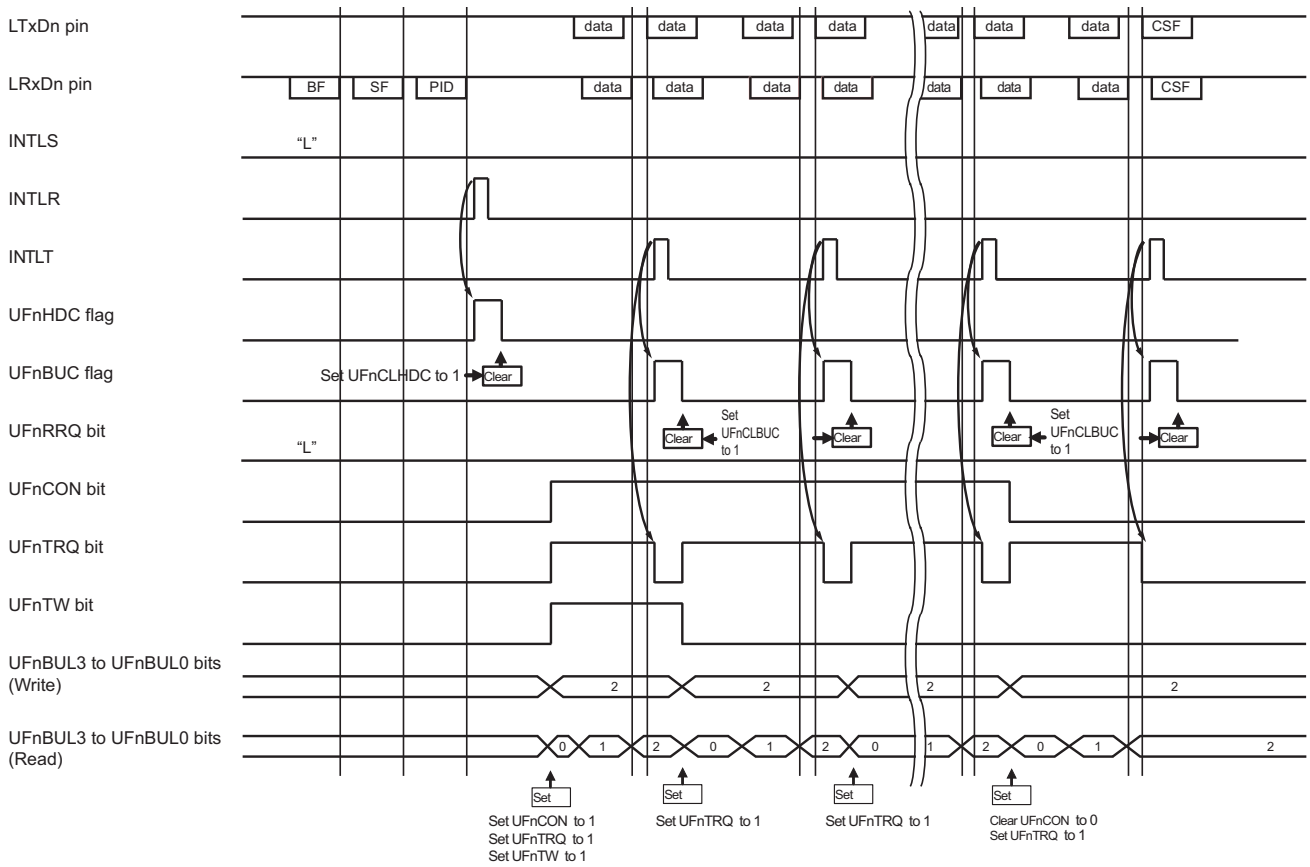 LTxDn pin
data data data data data data data CSF
LRxDn pin
BF SF PID data data data data data data data CSF
INTLS
“L”
INTLR
INTLT
UFnHDC flag
UFnBUC flag
Set UFnCLHDC to 1
Clear
UFnRRQ bit
“L”
Clear
Set
UFnCLBUC
to 1
Clear
Clear
Set
UFnCLBUC
to 1
Clear
UFnCON bit
UFnTRQ bit
UFnTW bit
UFnBUL3 to UFnBUL0 bits
(Write)
2 2 2 2
UFnBUL3 to UFnBUL0 bits
(Read)
0 1 2 0 1 2 0 1 2 0 1 2
Set
Set UFnCON to 1
Set UFnTRQ to 1
Set UFnTW to 1
Set
Set UFnTRQ to 1
Set
Set UFnTRQ to 1
Set
Clear UFnCON to 0
Set UFnTRQ to 1